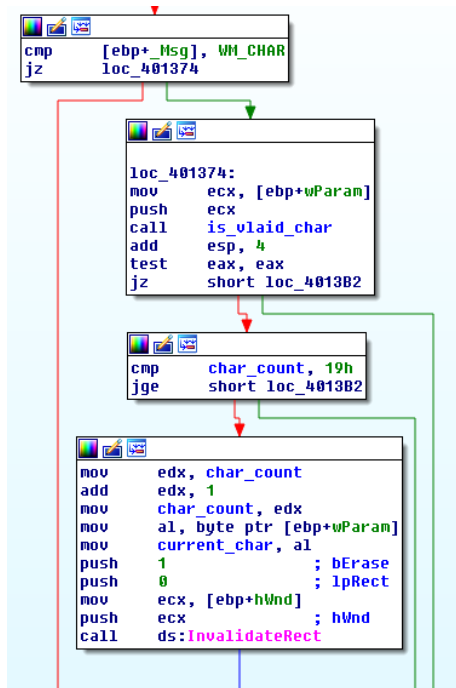 cmp [ebp+_Msg], WM_CHAR
jz loc_401374
loc_401374:
mov ecx, [ebp+wParam]
push ecx
call is_vlaid_char
add esp, 4
test eax, eax
jz short loc_4013B2
cmp char_count, 19h
jge short loc_4013B2
mov edx, char_count
add edx, 1
mov char_count, edx
mov al, byte ptr [ebp+wParam]
mov current_char, al
push 1 ; bErase
push 0 ; lpRect
mov ecx, [ebp+hWnd]
push ecx ; hWnd
call ds:InvalidateRect